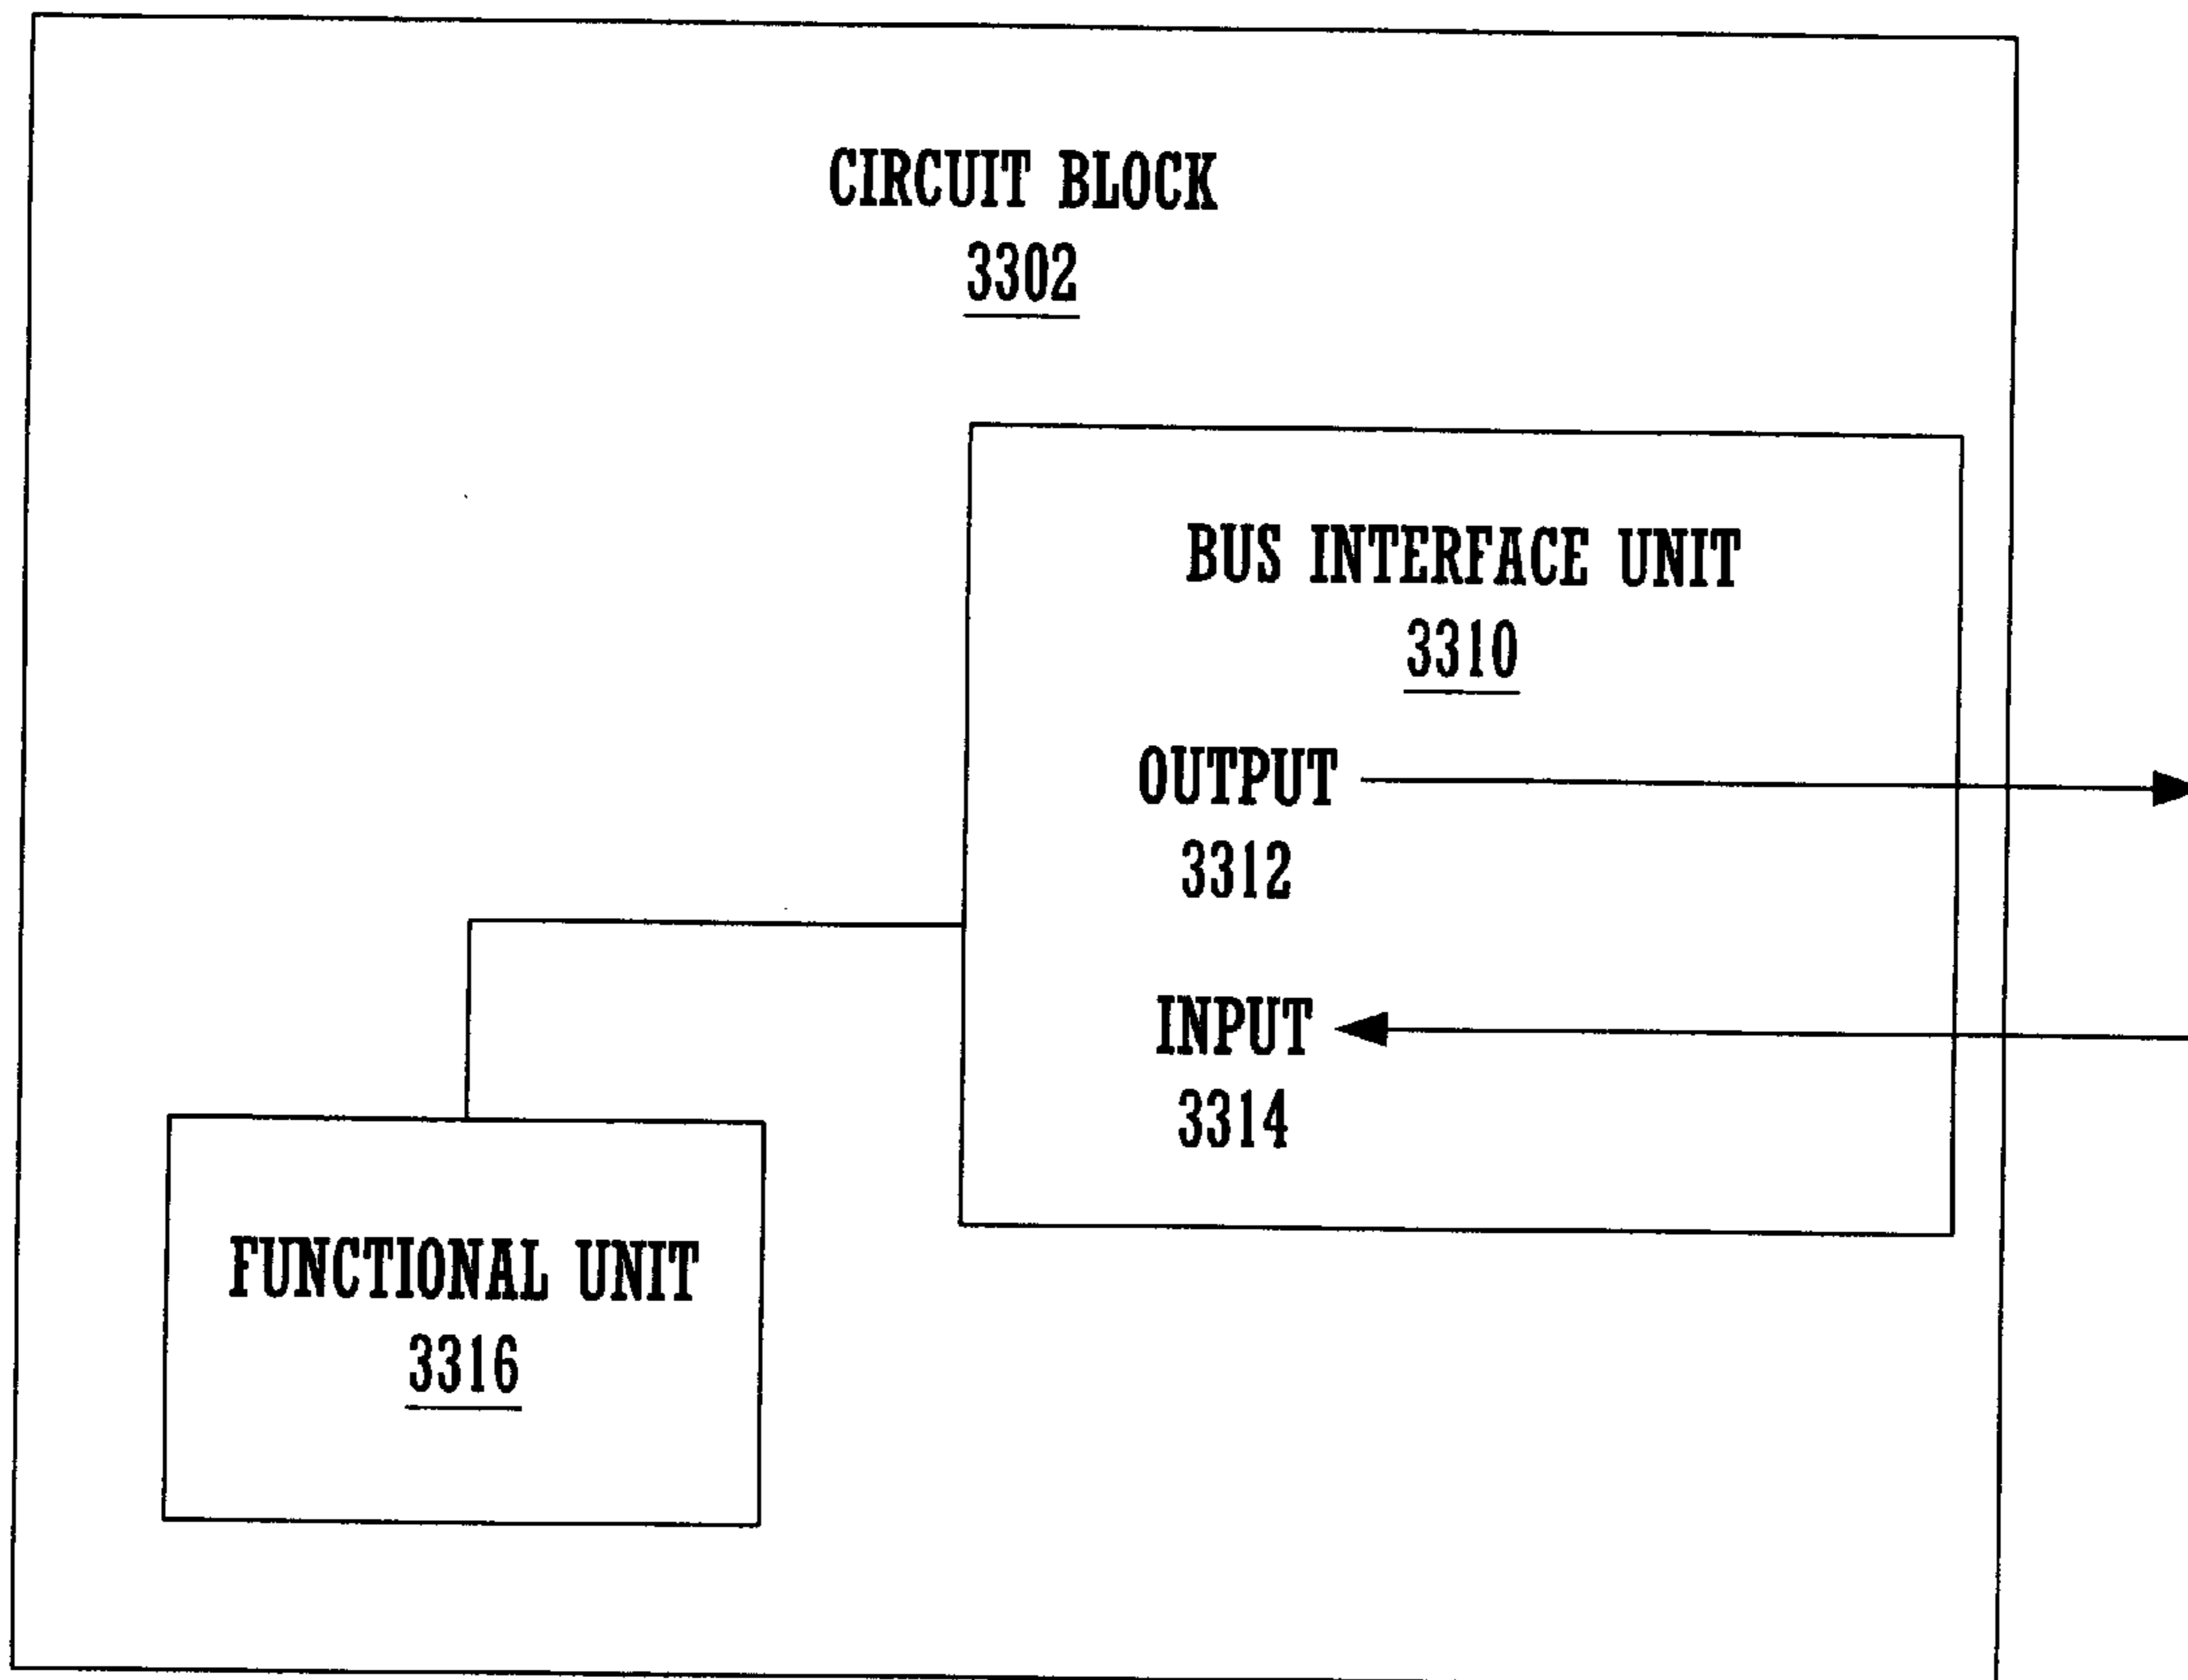 CIRCUIT BLOCK
3302
BUS INTERFACE UNIT
3310
OUTPUT
3312
INPUT
3314
FUNCTIONAL UNIT
3316